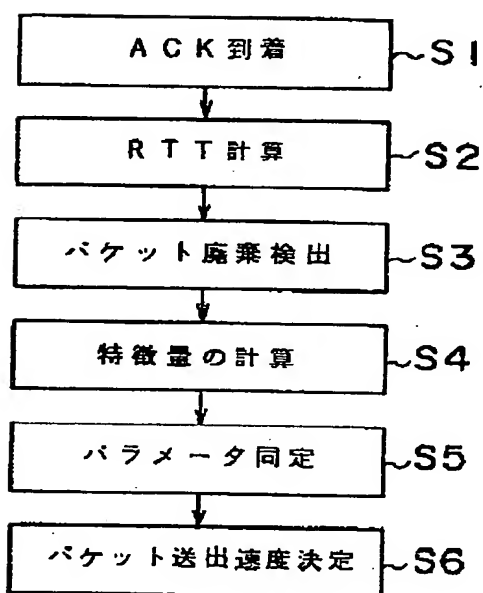 ACK到着 S1
RTT計算 S2
パケット廃棄検出 S3
特徴量の計算 S4
パラメータ同定 S5
パケット送出速度決定 S6